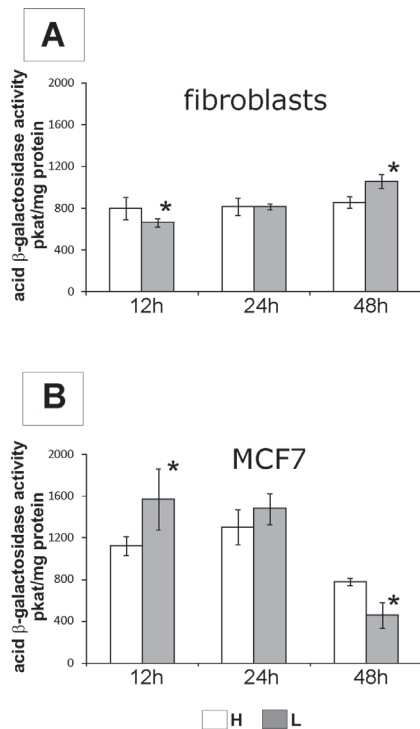 A
fibroblasts
acid β-galactosidase activity
pkat/mg protein
2000
1600
1200
800
400
0
*
*
12h
24h
48h
B
MCF7
acid β-galactosidase activity
pkat/mg protein
2000
1600
1200
800
400
0
*
*
12h
24h
48h
H
L